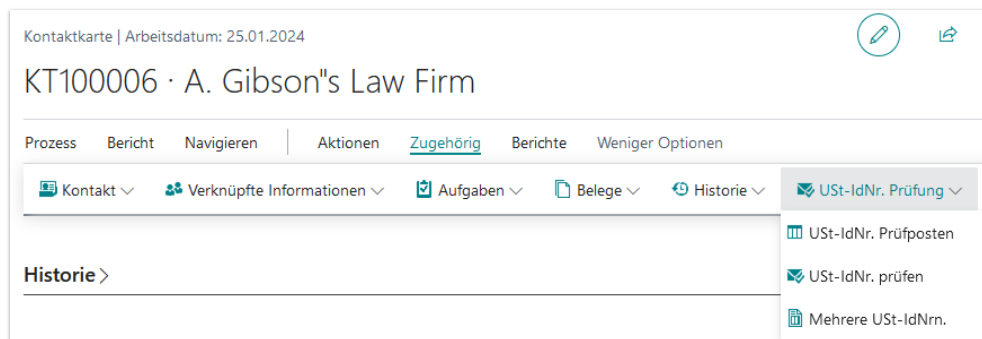 Kontaktkarte | Arbeitsdatum: 25.01.2024
KT100006 · A. Gibson"s Law Firm
Prozess Bericht Navigieren Aktionen Zugehörig Berichte Weniger Optionen
Kontakt Verknüpfte Informationen Aufgaben Belege Historie USt-IdNr. Prüfung
USt-IdNr. Prüfposten
Historie
USt-IdNr. prüfen
Mehrere USt-IdNrn.